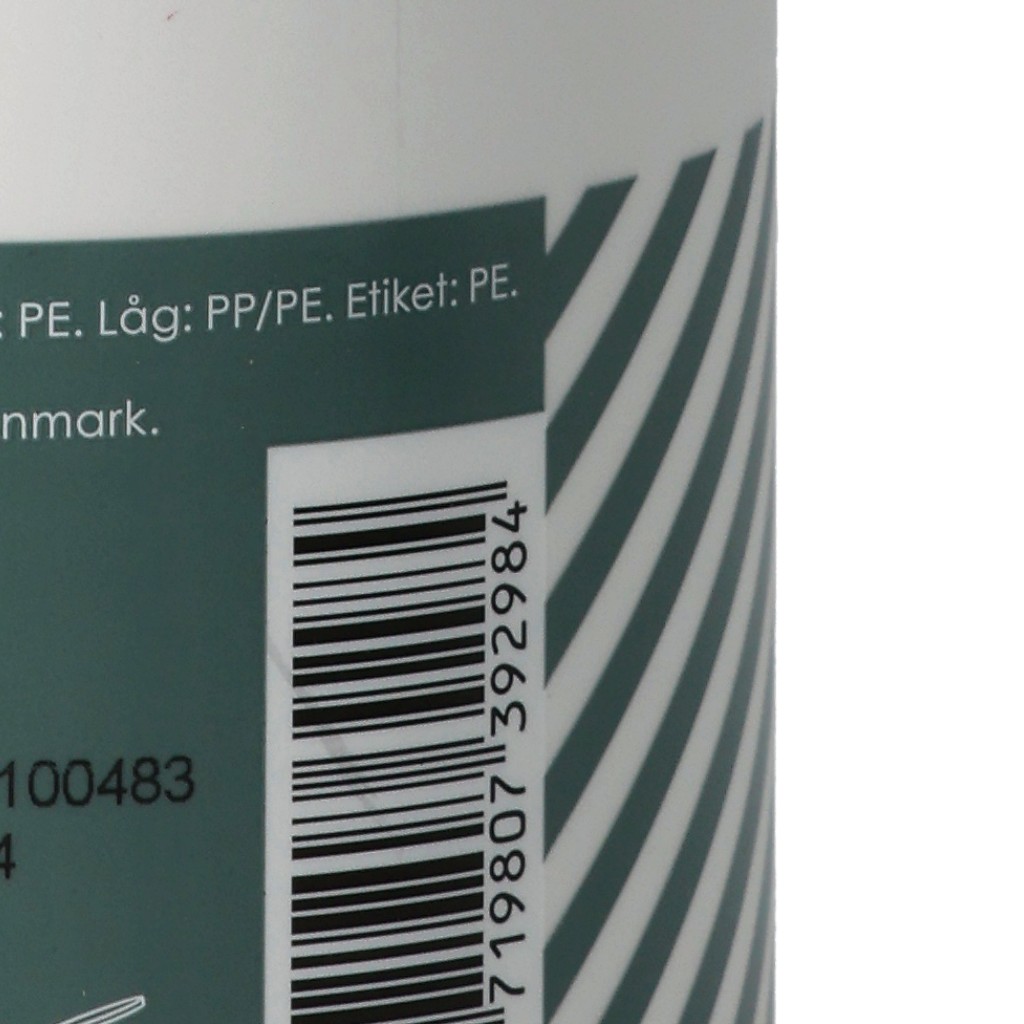 : PE. Låg: PP/PE. Etiket: PE.
nmark.
100483
4
719807 392984